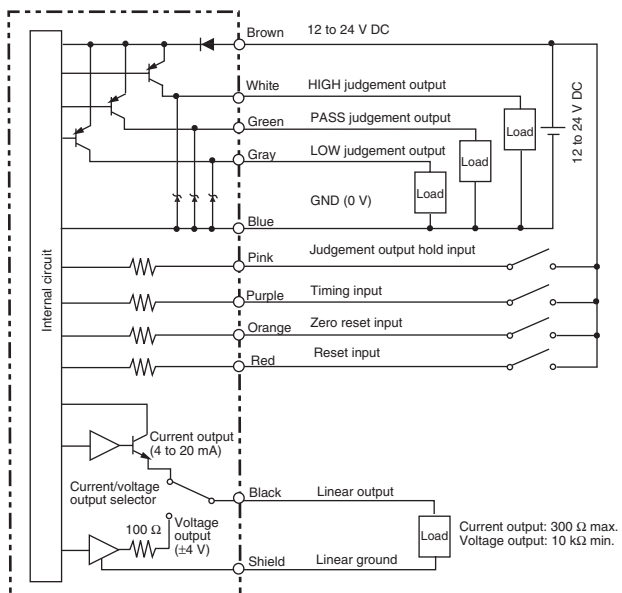 Brown 12 to 24 V DC
White HIGH judgement output
Green PASS judgement output
Gray LOW judgement output
Load
Load
Load
12 to 24 V DC
GND (0 V)
Blue
Internal circuit
Pink Judgement output hold input
Purple Timing input
Orange Zero reset input
Red Reset input
Current output
(4 to 20 mA)
Current/voltage
output selector
Black Linear output
100 Ω
Voltage
output
(±4 V)
Load
Current output: 300 Ω max.
Voltage output: 10 kΩ min.
Shield Linear ground